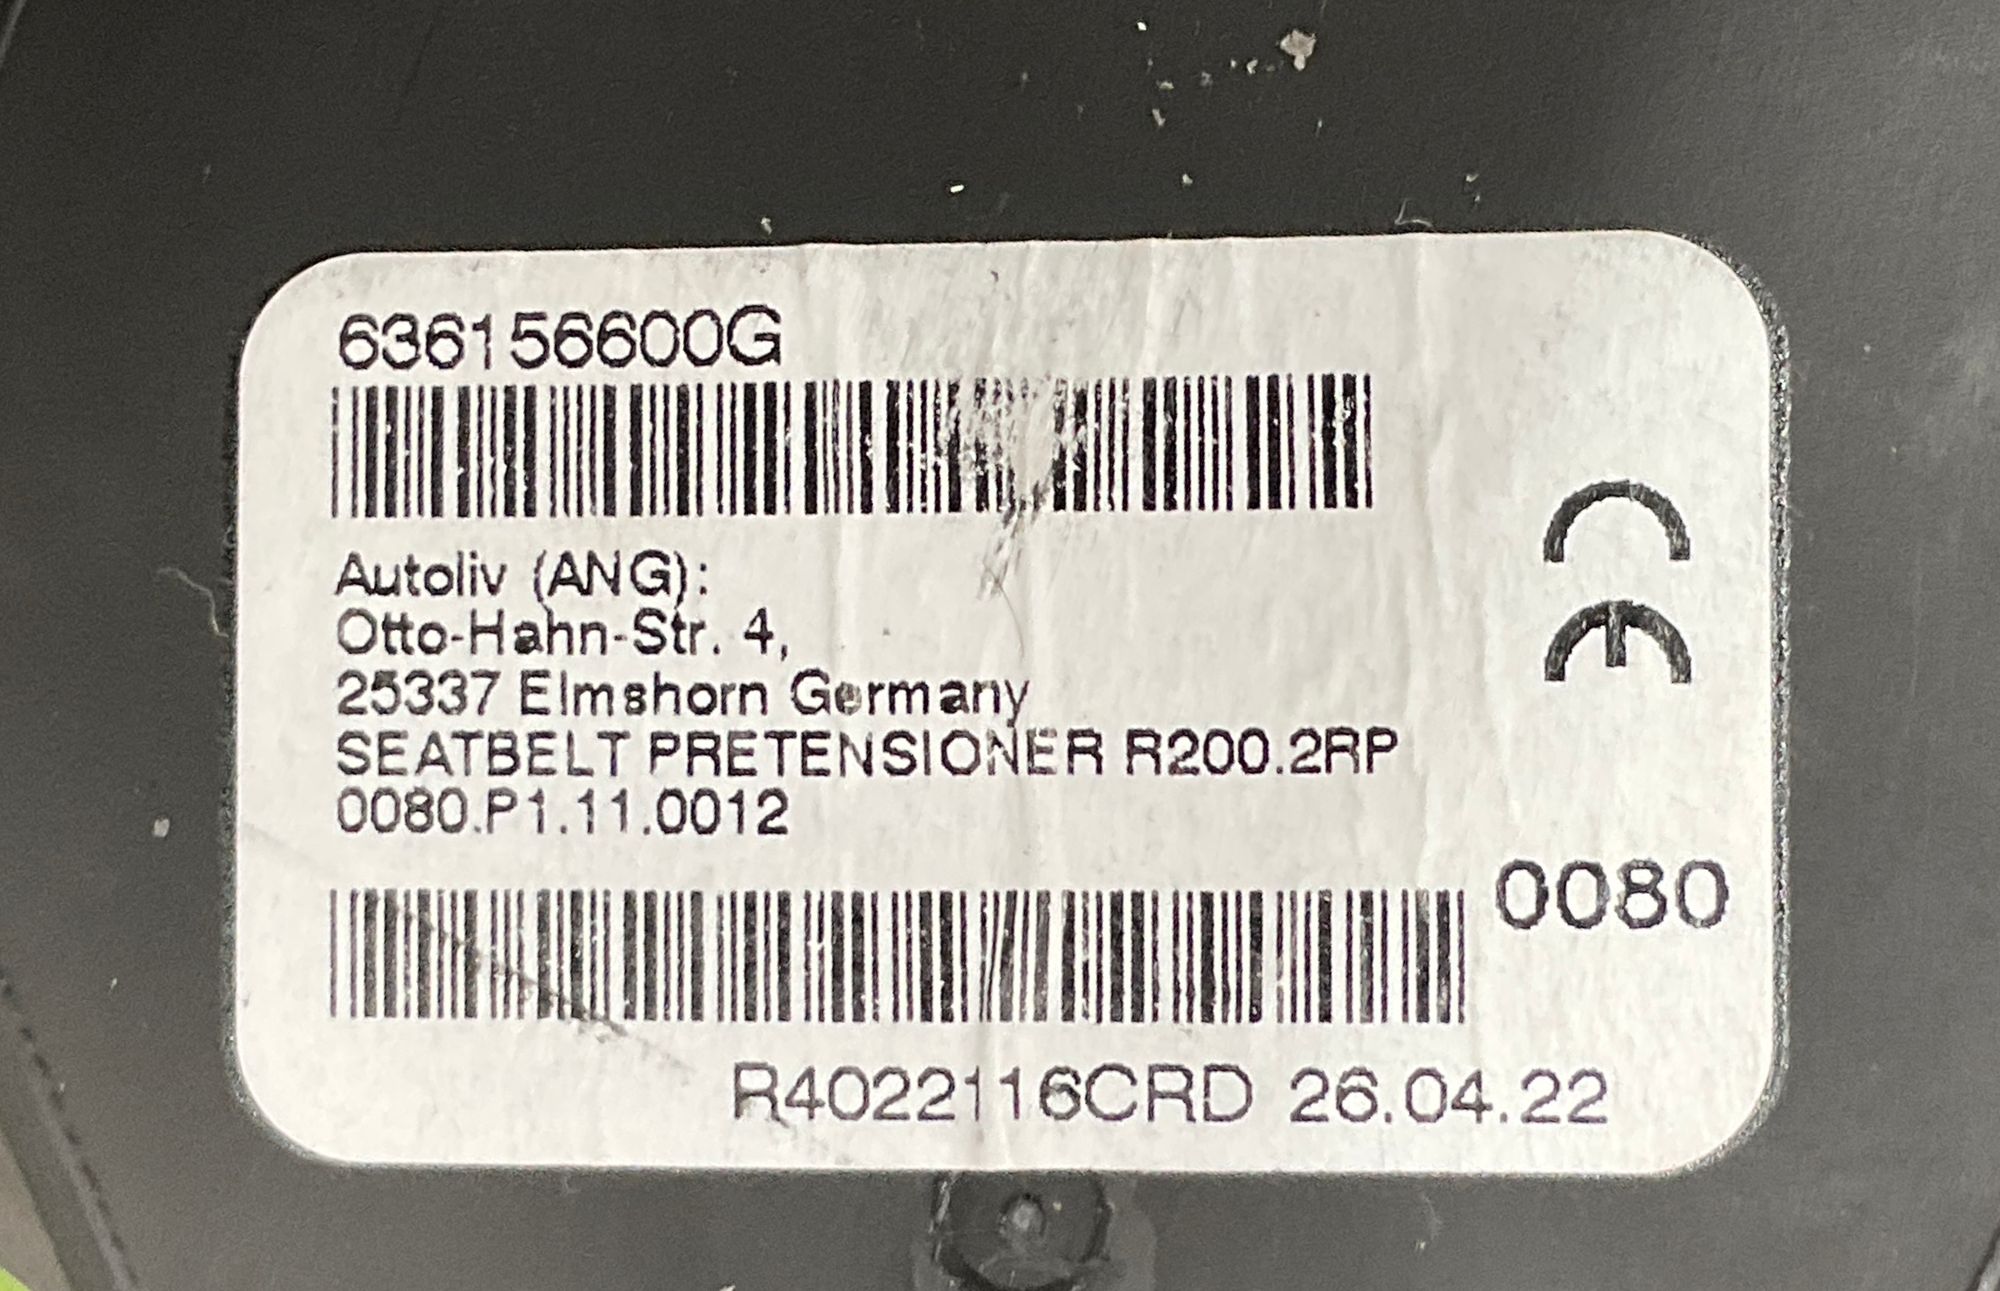 636156600G
Autoliv (ANG):
Otto-Hahn-Str. 4,
25337 Elmshorn Germany
SEATBELT PRETENSIONER R200.2RP
0080.P1.11.0012
CE
0080
R4022116CRD 26.04.22